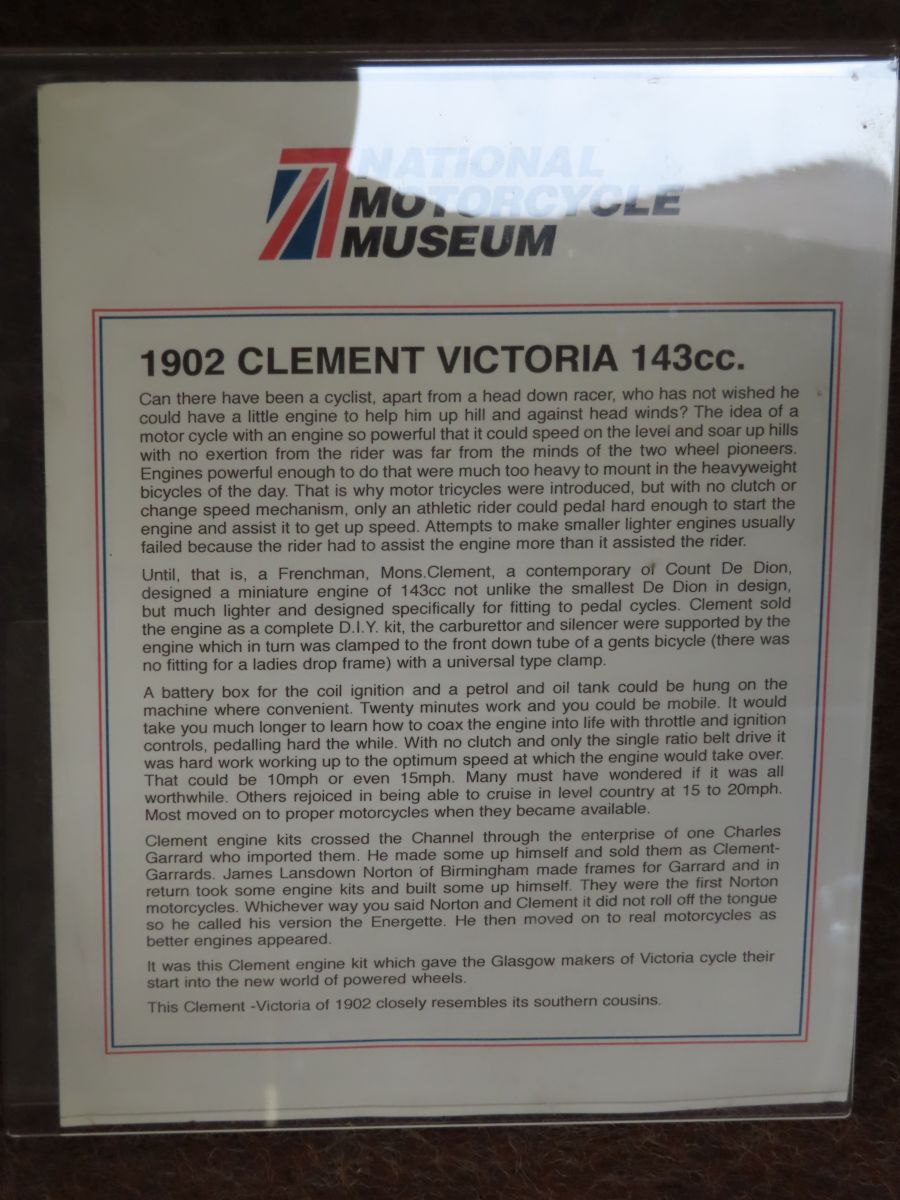 NATIONAL
MOTORCYCLE
MUSEUM
1902 CLEMENT VICTORIA 143cc.
Can there have been a cyclist, apart from a head down racer, who has not wished he
could have a little engine to help him up hill and against head winds? The idea of a
motor cycle with an engine so powerful that it could speed on the level and soar up hills
with no exertion from the rider was far from the minds of the two wheel pioneers.
Engines powerful enough to do that were much too heavy to mount in the heavyweight
bicycles of the day. That is why motor tricycles were introduced, but with no clutch or
change speed mechanism, only an athletic rider could pedal hard enough to start the
engine and assist it to get up speed. Attempts to make smaller lighter engines usually
failed because the rider had to assist the engine more than it assisted the rider.
Until, that is, a Frenchman, Mons.Clement, a contemporary of Count De Dion,
designed a miniature engine of 143cc not unlike the smallest De Dion in design,
but much lighter and designed specifically for fitting to pedal cycles. Clement sold
the engine as a complete D.I.Y. kit, the carburettor and silencer were supported by the
engine which in turn was clamped to the front down tube of a gents bicycle (there was
no fitting for a ladies drop frame) with a universal type clamp.
A battery box for the coil ignition and a petrol and oil tank could be hung on the
machine where convenient. Twenty minutes work and you could be mobile. It would
take you much longer to learn how to coax the engine into life with throttle and ignition
controls, pedalling hard the while. With no clutch and only the single ratio belt drive it
was hard work working up to the optimum speed at which the engine would take over.
That could be 10mph or even 15mph. Many must have wondered if it was all
worthwhile. Others rejoiced in being able to cruise in level country at 15 to 20mph.
Most moved on to proper motorcycles when they became available.
Clement engine kits crossed the Channel through the enterprise of one Charles
Garrard who imported them. He made some up himself and sold them as Clement-
Garrards. James Lansdown Norton of Birmingham made frames for Garrard and in
return took some engine kits and built some up himself. They were the first Norton
motorcycles. Whichever way you said Norton and Clement it did not roll off the tongue
so he called his version the Energette. He then moved on to real motorcycles as
better engines appeared.
It was this Clement engine kit which gave the Glasgow makers of Victoria cycle their
start into the new world of powered wheels.
This Clement -Victoria of 1902 closely resembles its southern cousins.